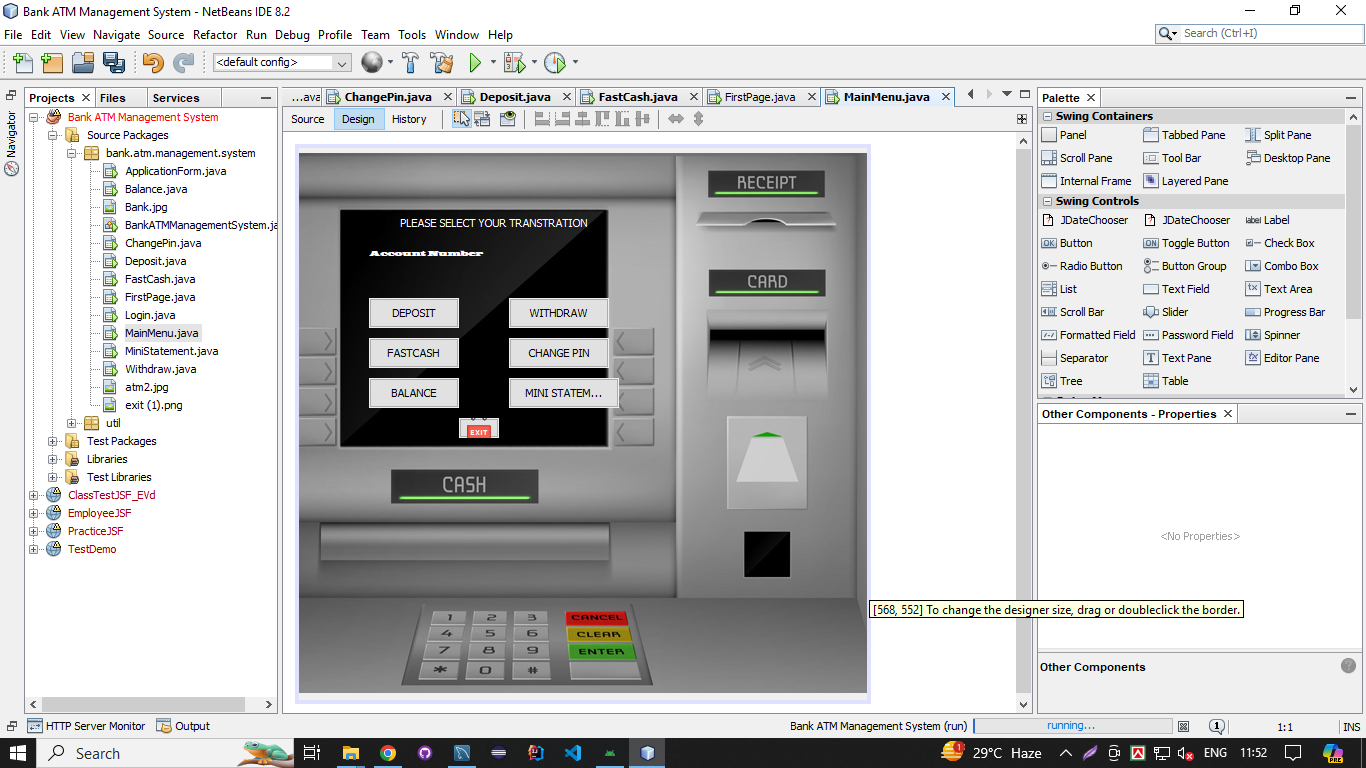 Bank ATM Management System - NetBeans IDE 8.2
File Edit View Navigate Source Refactor Run Debug Profile Team Tools Window Help
Search (Ctrl+I)
<default config>
Projects Files Services
Navigator
Bank ATM Management System
Source Packages
bank.atm.management.system
ApplicationForm.java
Balance.java
Bank.jpg
BankATMManagementSystem.ja
ChangePin.java
Deposit.java
FastCash.java
FirstPage.java
Login.java
MainMenu.java
MiniStatement.java
Withdraw.java
atm2.jpg
exit (1).png
util
Test Packages
Libraries
Test Libraries
ClassTestJSF_EVd
EmployeeJSF
PracticeJSF
TestDemo
...ava ChangePin.java Deposit.java FastCash.java FirstPage.java MainMenu.java
Source Design History
RECEIPT
PLEASE SELECT YOUR TRANSTRATION
Account Number
CARD
DEPOSIT WITHDRAW
FASTCASH CHANGE PIN
BALANCE MINI STATEM...
EXIT
CASH
1 2 3 CANCEL
4 5 6 CLEAR
7 8 9 ENTER
* 0 #
[568, 552] To change the designer size, drag or doubleclick the border.
Palette
Swing Containers
Panel Tabbed Pane Split Pane
Scroll Pane Tool Bar Desktop Pane
Internal Frame Layered Pane
Swing Controls
JDateChooser JDateChooser label Label
OK Button ON Toggle Button Check Box
Radio Button Button Group Combo Box
List Text Field Text Area
Scroll Bar Slider Progress Bar
Formatted Field Password Field Spinner
Separator Text Pane Editor Pane
Tree Table
Other Components - Properties
<No Properties>
Other Components
HTTP Server Monitor Output
Bank ATM Management System (run) running... 1 1:1 INS
Search
1 29°C Haze ENG 11:52 PRE